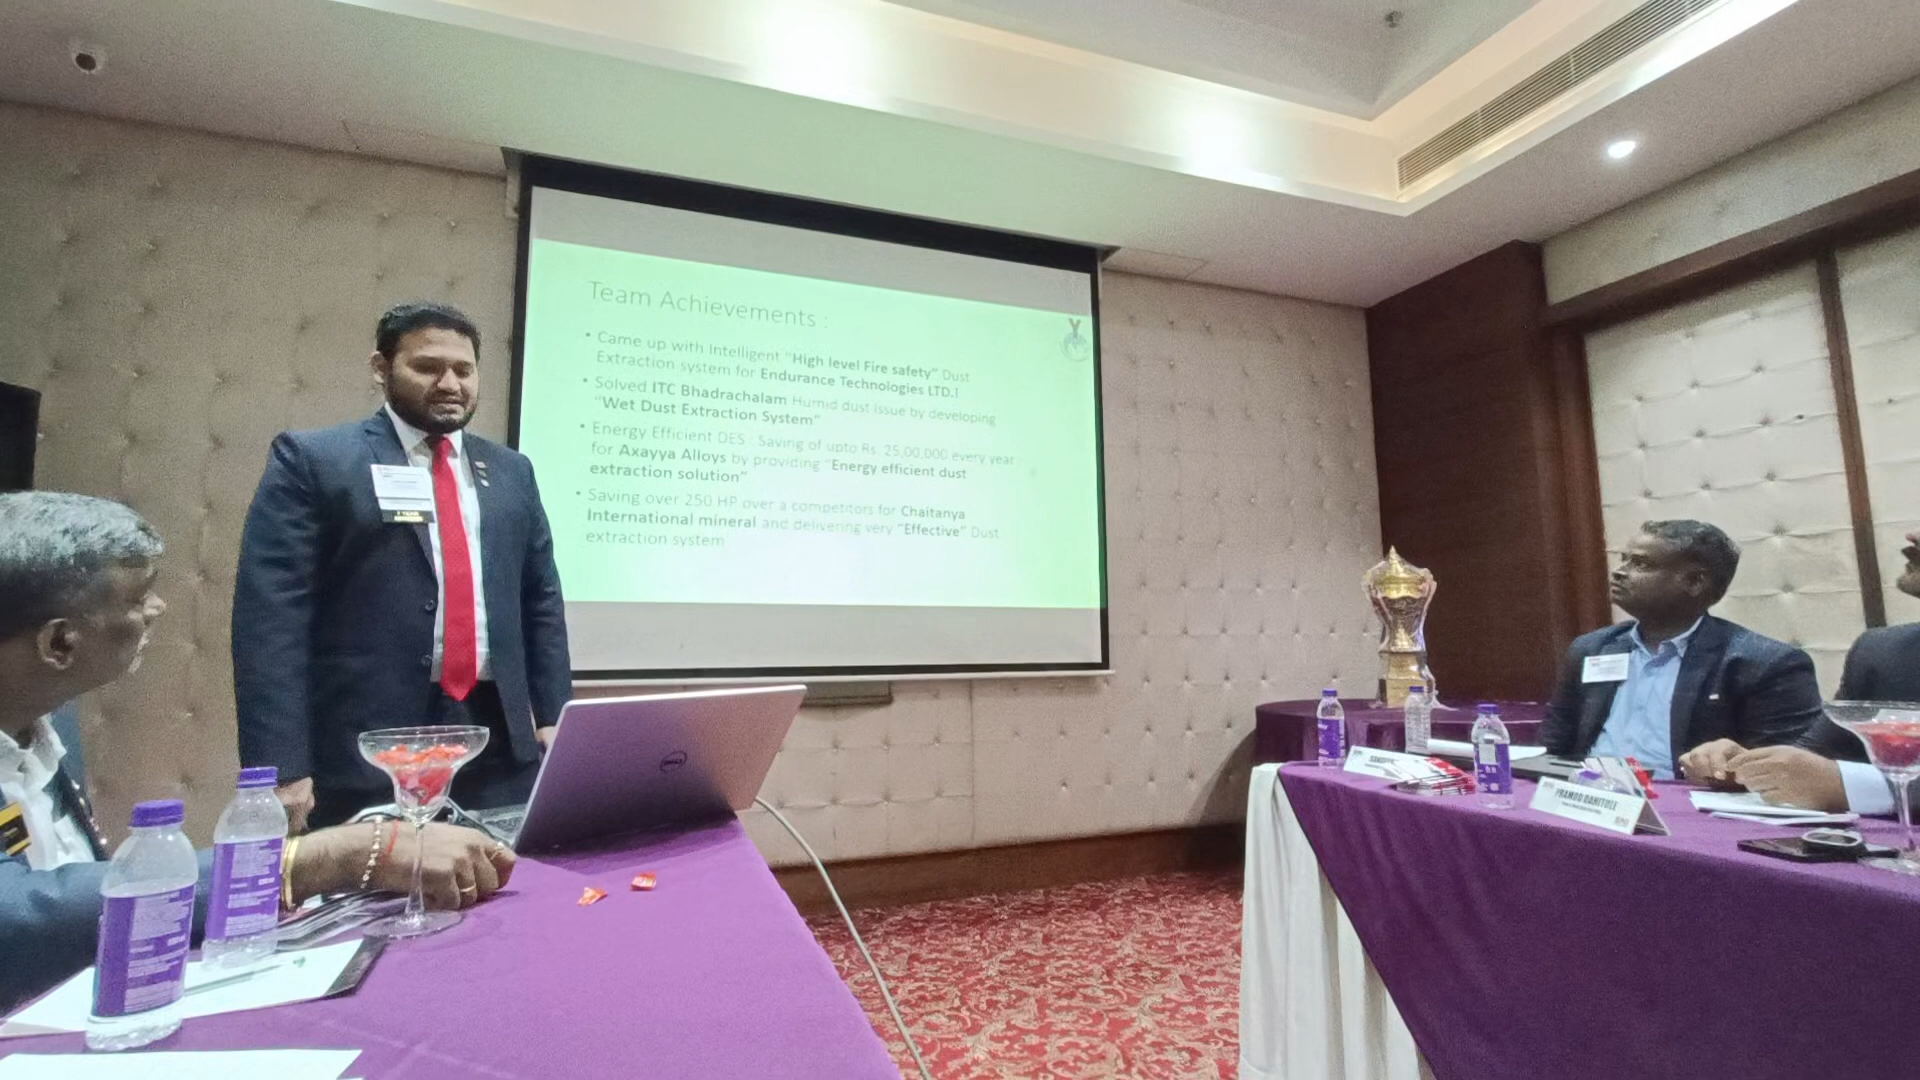 Team Achievements :
• Came up with Intelligent "High level Fire safety" Dust
Extraction system for Endurance Technologies LTD.!
• Solved ITC Bhadrachalam Humid dust issue by developing
"Wet Dust Extraction System"
• Energy Efficient DES : Saving of upto Rs. 25,00,000 every year
for Axayya Alloys by providing "Energy efficient dust
extraction solution"
• Saving over 250 HP over a competitors for Chaitanya
International mineral and delivering very "Effective" Dust
extraction system
DELL
PRAMOD DAHITULE